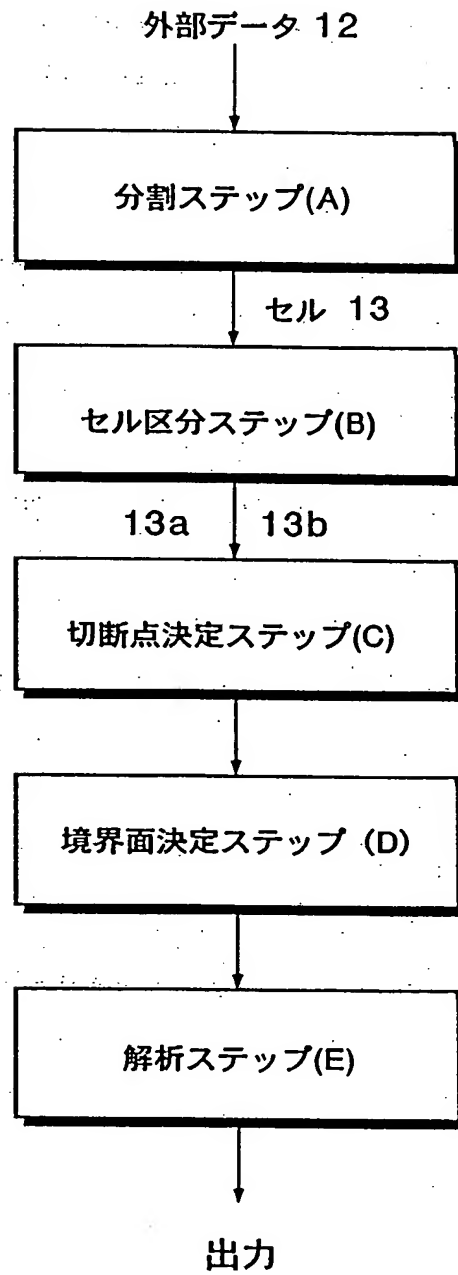 外部データ 12
分割ステップ(A)
セル 13
セル区分ステップ(B)
13a 13b
切断点決定ステップ(C)
境界面決定ステップ (D)
解析ステップ(E)
出力